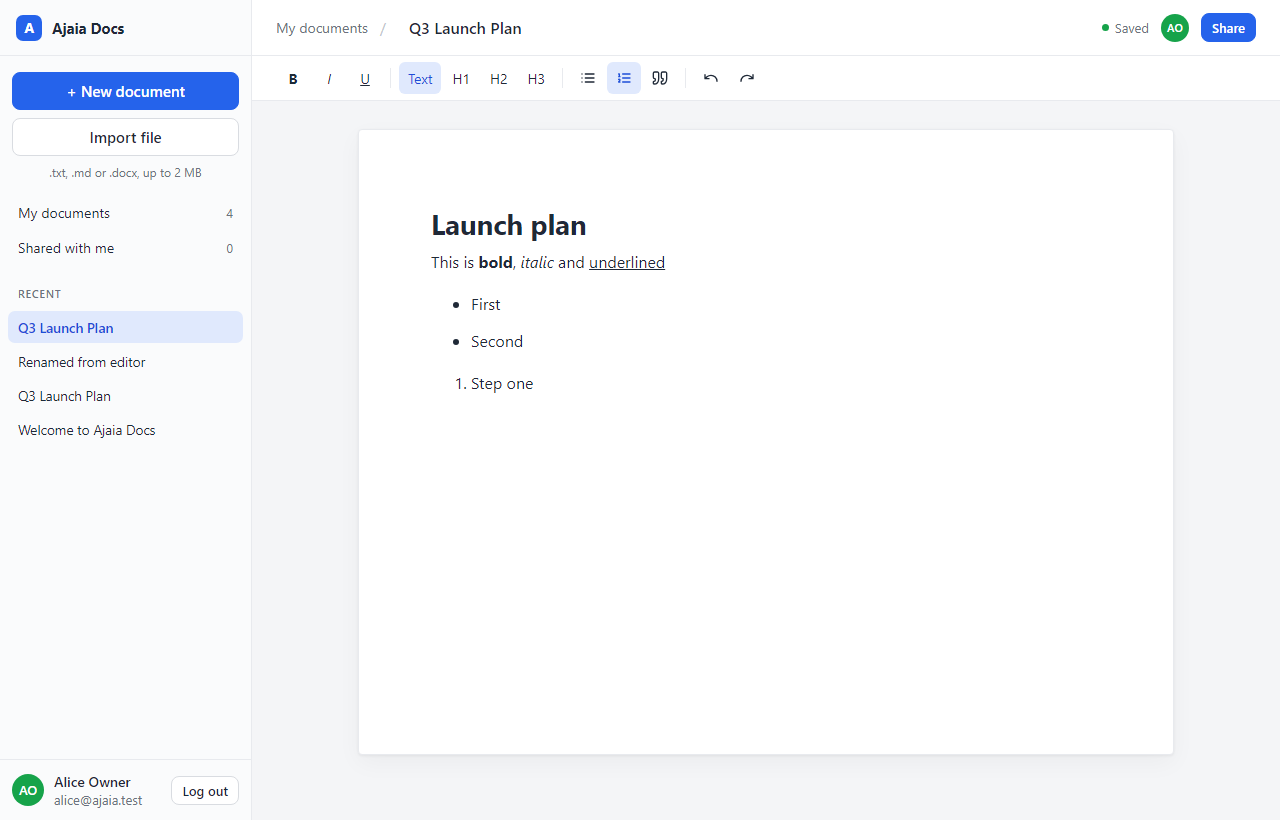 A Ajaia Docs
+ New document
Import file
.txt, .md or .docx, up to 2 MB
My documents 4
Shared with me 0
RECENT
Q3 Launch Plan
Renamed from editor
Q3 Launch Plan
Welcome to Ajaia Docs
AO Alice Owner
alice@ajaia.test
Log out
My documents / Q3 Launch Plan
Saved AO Share
B I U Text H1 H2 H3
Launch plan
This is bold, italic and underlined
• First
• Second
1. Step one